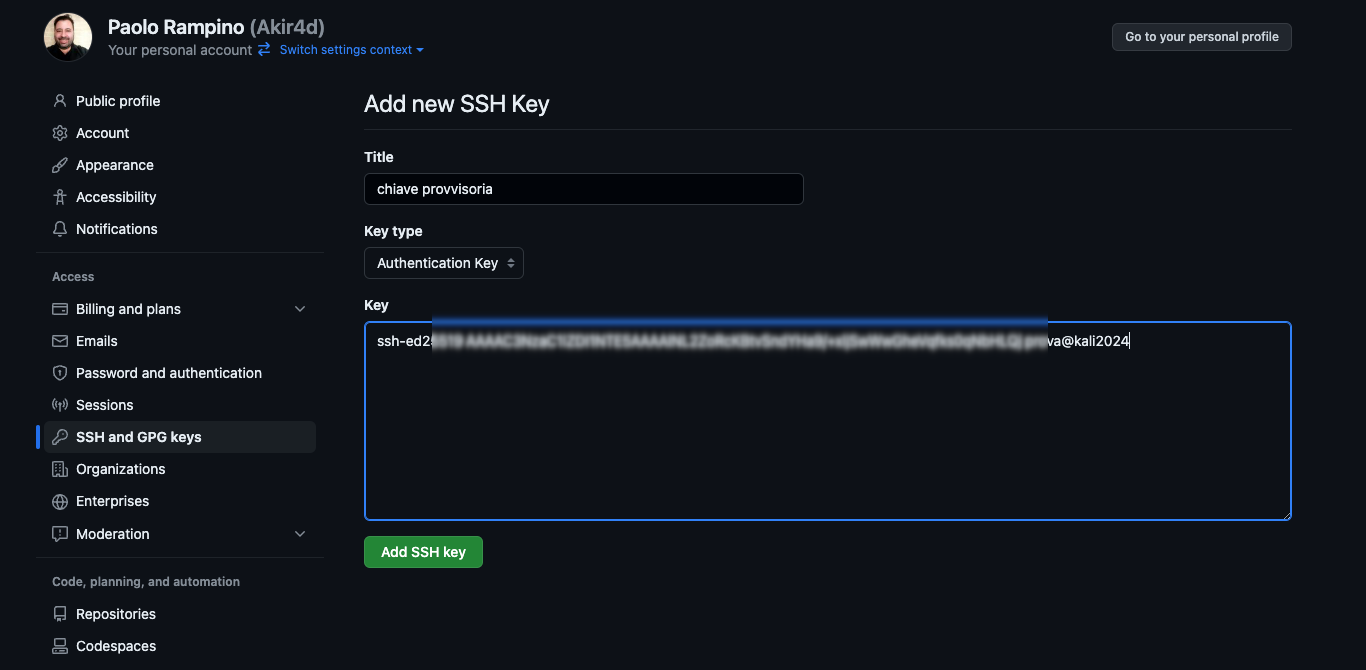 Paolo Rampino (Akir4d)
Your personal account Switch settings context
Go to your personal profile
Public profile
Account
Appearance
Accessibility
Notifications
Access
Billing and plans
Emails
Password and authentication
Sessions
SSH and GPG keys
Organizations
Enterprises
Moderation
Code, planning, and automation
Repositories
Codespaces
Add new SSH Key
Title
chiave provvisoria
Key type
Authentication Key
Key
ssh-ed2 va@kali2024
Add SSH key